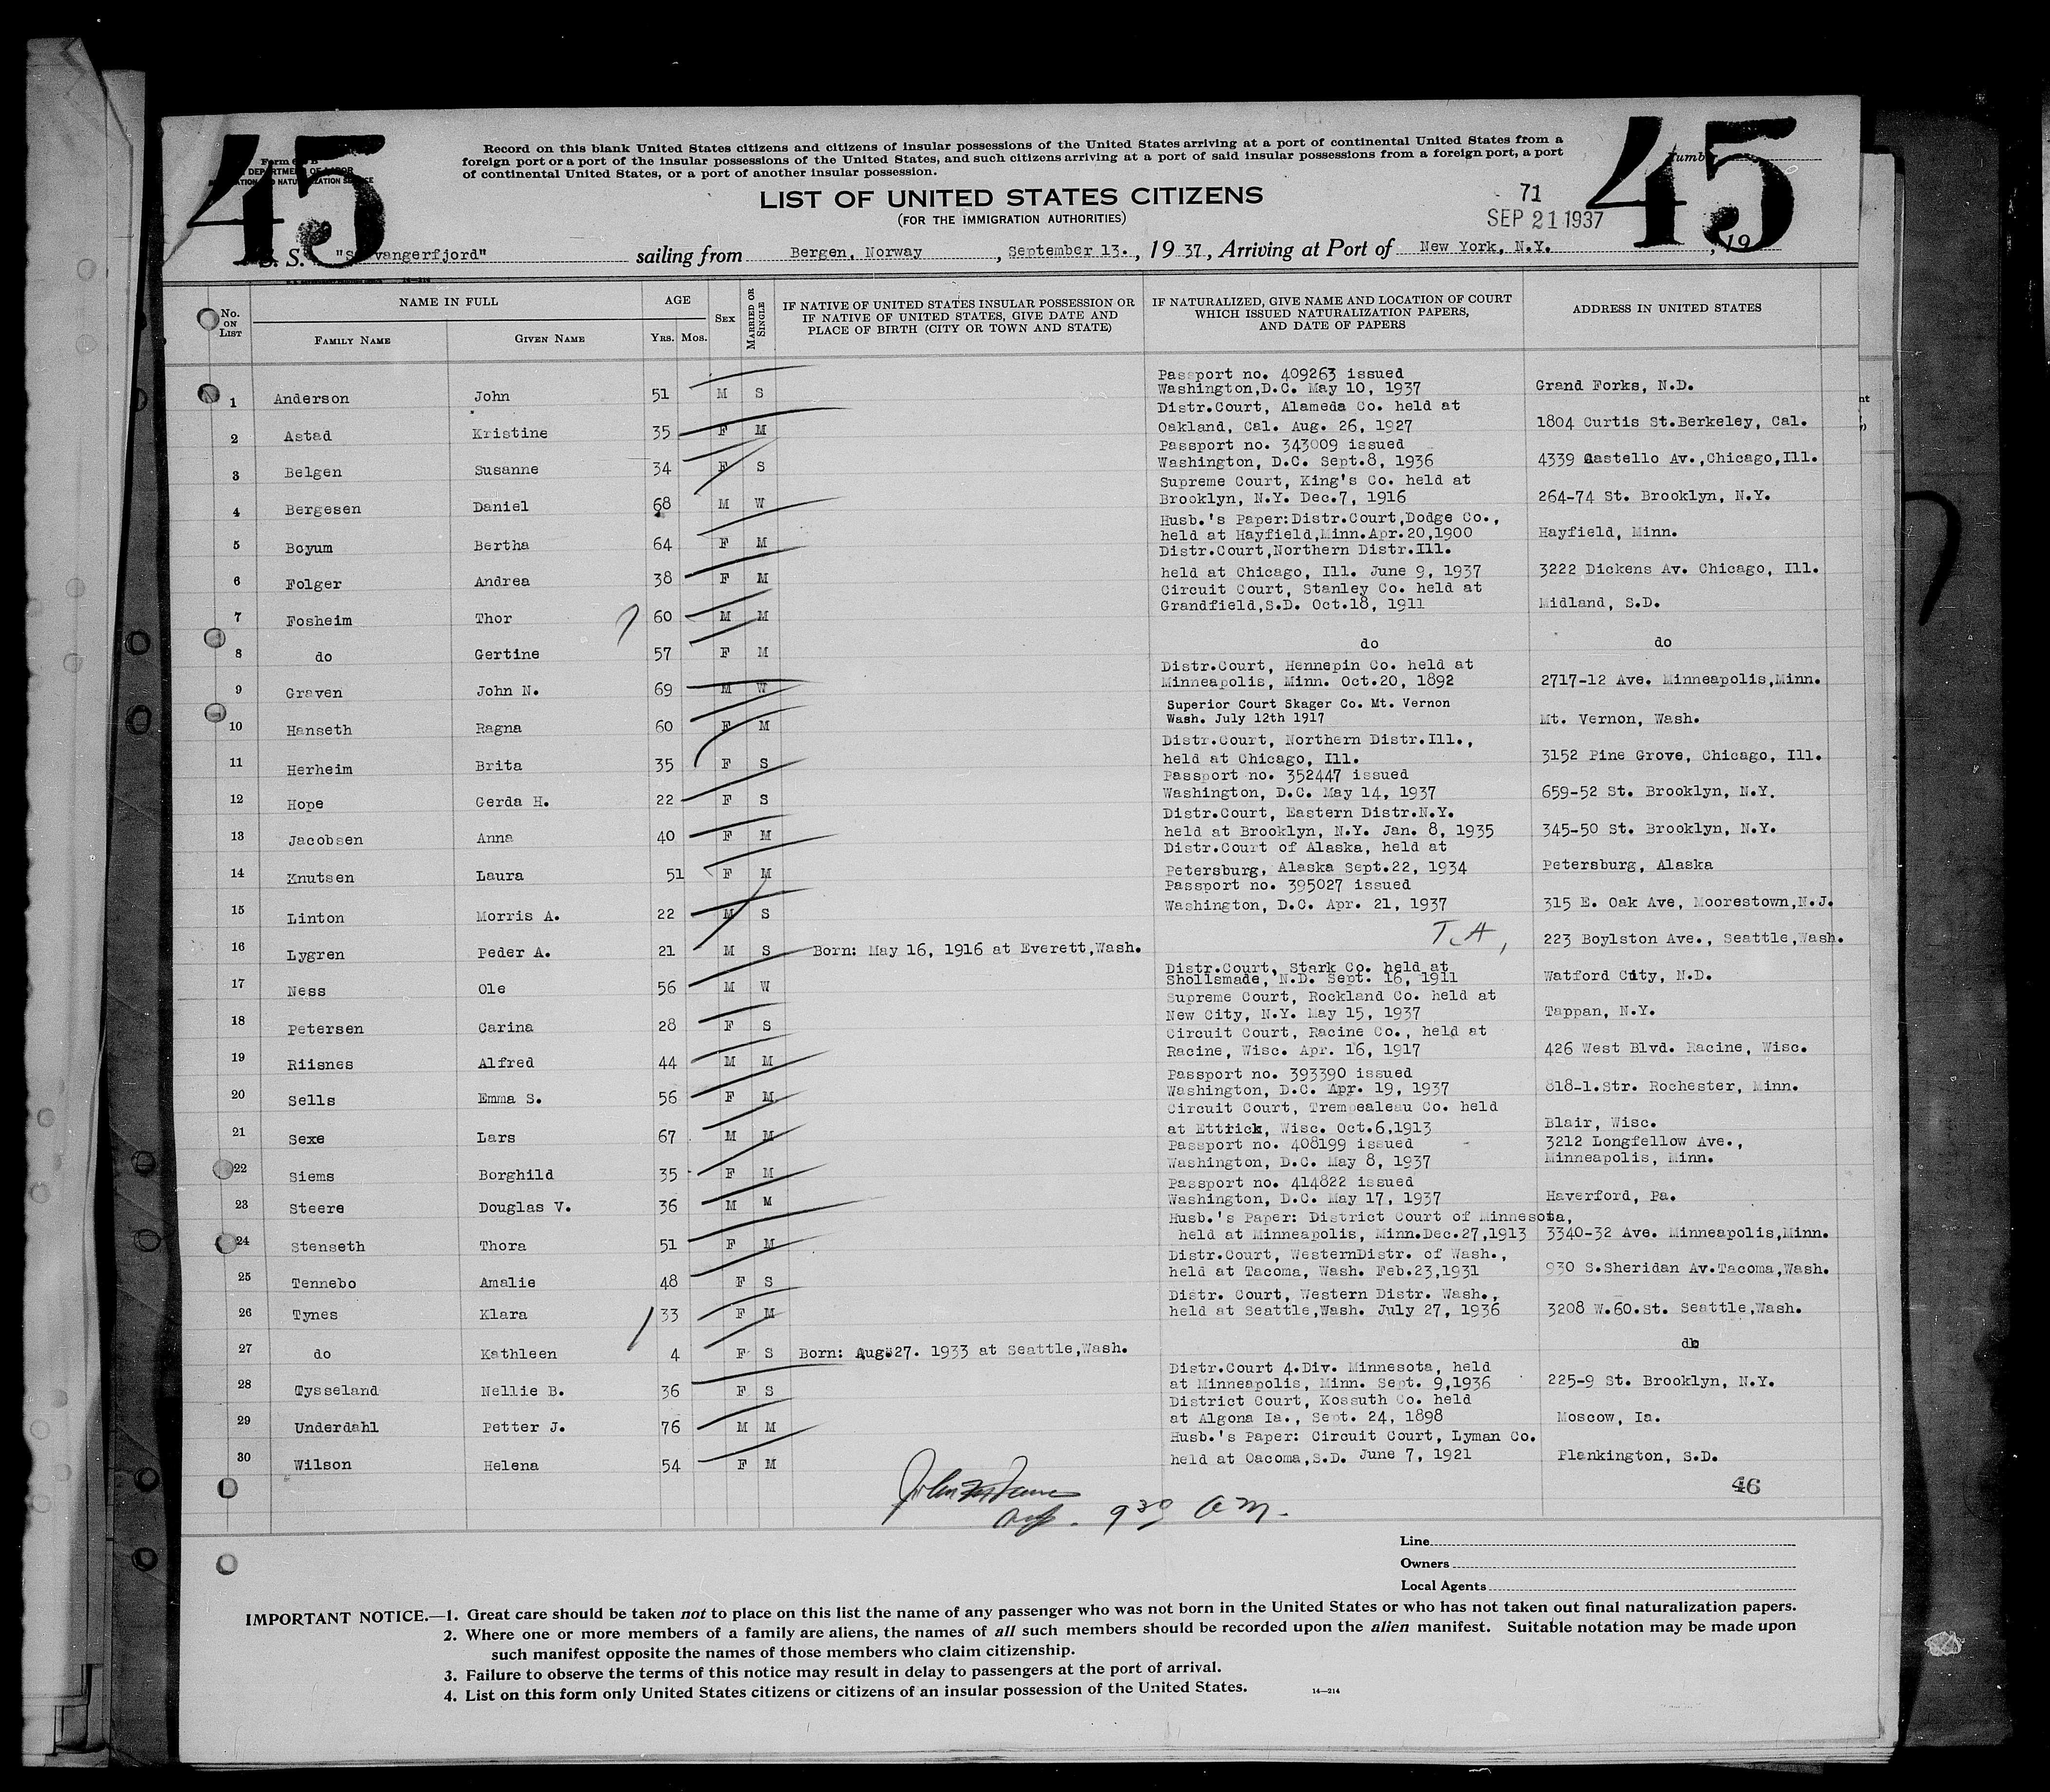 45
45
Record on this blank United States citizens and citizens of insular possessions of the United States arriving at a port of continental United States from a
foreign port or a port of the insular possessions of the United States, and such citizens arriving at a port of said insular possessions from a foreign port, a port
of continental United States, or a port of another insular possession.
LIST OF UNITED STATES CITIZENS
(FOR THE IMMIGRATION AUTHORITIES)
71
SEP 21 1937
S. S. "Stavangerfjord" sailing from Bergen, Norway, September 13., 19 37, Arriving at Port of New York, N.Y., 19
No. ON LIST
NAME IN FULL
FAMILY NAME
GIVEN NAME
AGE
YRS. MOS.
SEX
MARRIED OR SINGLE
IF NATIVE OF UNITED STATES INSULAR POSSESSION OR
IF NATIVE OF UNITED STATES, GIVE DATE AND
PLACE OF BIRTH (CITY OR TOWN AND STATE)
IF NATURALIZED, GIVE NAME AND LOCATION OF COURT
WHICH ISSUED NATURALIZATION PAPERS,
AND DATE OF PAPERS
ADDRESS IN UNITED STATES
Passport no. 409263 issued
1 Anderson John 51 M S Washington,D.C. May 10, 1937 Grand Forks, N.D.
Distr.Court, Alameda Co. held at
2 Astad Kristine 35 F M Oakland, Cal. Aug. 26, 1927 1804 Curtis St.Berkeley, Cal.
Passport no. 343009 issued
3 Belgen Susanne 34 F S Washington, D.C. Sept.8, 1936 4339 Castello Av.,Chicago,Ill.
Supreme Court, King's Co. held at
4 Bergesen Daniel 68 M W Brooklyn, N.Y. Dec.7, 1916 264-74 St. Brooklyn, N.Y.
Husb.'s Paper:Distr.Court,Dodge Co.,
5 Boyum Bertha 64 F M held at Hayfield,Minn.Apr.20,1900 Hayfield, Minn.
Distr.Court,Northern Distr.Ill.
6 Folger Andrea 38 F M held at Chicago, Ill. June 9, 1937 3222 Dickens Av. Chicago, Ill.
Circuit Court, Stanley Co. held at
7 Fosheim Thor 60 M M Grandfield,S.D. Oct.18, 1911 Midland, S.D.
8 do Gertine 57 F M do do
Distr.Court, Hennepin Co. held at
9 Graven John N. 69 M W Minneapolis, Minn. Oct.20, 1892 2717-12 Ave. Minneapolis,Minn.
Superior Court Skager Co. Mt. Vernon
10 Hanseth Ragna 60 F M Wash. July 12th 1917 Mt. Vernon, Wash.
Distr.Court, Northern Distr.Ill.,
11 Herheim Brita 35 F S held at Chicago, Ill. 3152 Pine Grove, Chicago, Ill.
Passport no. 352447 issued
12 Hope Gerda H. 22 F S Washington, D.C. May 14, 1937 659-52 St. Brooklyn, N.Y.
Distr.Court, Eastern Distr.N.Y.
13 Jacobsen Anna 40 F M held at Brooklyn, N.Y. Jan. 8, 1935 345-50 St. Brooklyn, N.Y.
Distr.Court of Alaska, held at
14 Knutsen Laura 51 F M Petersburg, Alaska Sept.22, 1934 Petersburg, Alaska
Passport no. 395027 issued
15 Linton Morris A. 22 M S Washington, D.C. Apr. 21, 1937 315 E. Oak Ave, Moorestown,N.J.
16 Lygren Peder A. 21 M S Born: May 16, 1916 at Everett,Wash. T.A, 223 Boylston Ave., Seattle,Wash.
Distr.Court, Stark Co. held at
17 Ness Ole 56 M W Shollsmade, N.D. Sept. 16, 1911 Watford City, N.D.
Supreme Court, Rockland Co. held at
18 Petersen Carina 28 F S New City, N.Y. May 15, 1937 Tappan, N.Y.
Circuit Court, Racine Co., held at
19 Riisnes Alfred 44 M M Racine, Wisc. Apr. 16, 1917 426 West Blvd. Racine, Wisc.
Passport no. 393390 issued
20 Sells Emma S. 56 F M Washington, D.C. Apr. 19, 1937 818-1.Str. Rochester, Minn.
Circuit Court, Trempealeau Co. held
21 Sexe Lars 67 M M at Ettrick, Wisc. Oct.6,1913 Blair, Wisc.
Passport no. 408199 issued 3212 Longfellow Ave.,
22 Siems Borghild 35 F M Washington, D.C. May 8, 1937 Minneapolis, Minn.
Passport no. 414822 issued
23 Steere Douglas V. 36 M M Washington, D.C. May 17, 1937 Haverford, Pa.
Husb.'s Paper: District Court of Minnesota,
24 Stenseth Thora 51 F M held at Minneapolis, Minn.Dec.27,1913 3340-32 Ave. Minneapolis,Minn.
Distr.Court, WesternDistr. of Wash.,
25 Tennebo Amalie 48 F S held at Tacoma, Wash. Feb.23,1931 930 S.Sheridan Av.Tacoma,Wash.
Distr. Court, Western Distr. Wash.,
26 Tynes Klara 33 F M held at Seattle,Wash. July 27, 1936 3208 W.60.St. Seattle,Wash.
27 do Kathleen 4 F S Born: Aug.27. 1933 at Seattle,Wash. do
Distr.Court 4.Div. Minnesota, held
28 Tysseland Nellie B. 36 F S at Minneapolis, Minn. Sept. 9,1936 225-9 St. Brooklyn, N.Y.
District Court, Kossuth Co. held
29 Underdahl Petter J. 76 M M at Algona Ia., Sept. 24, 1898 Moscow, Ia.
Husb.'s Paper: Circuit Court, Lyman Co.
30 Wilson Helena 54 F M held at Oacoma,S.D. June 7, 1921 Plankington, S.D.
46
9 30 AM.
Line
Owners
Local Agents
IMPORTANT NOTICE.—1. Great care should be taken not to place on this list the name of any passenger who was not born in the United States or who has not taken out final naturalization papers.
2. Where one or more members of a family are aliens, the names of all such members should be recorded upon the alien manifest. Suitable notation may be made upon
such manifest opposite the names of those members who claim citizenship.
3. Failure to observe the terms of this notice may result in delay to passengers at the port of arrival.
4. List on this form only United States citizens or citizens of an insular possession of the United States.
14—214